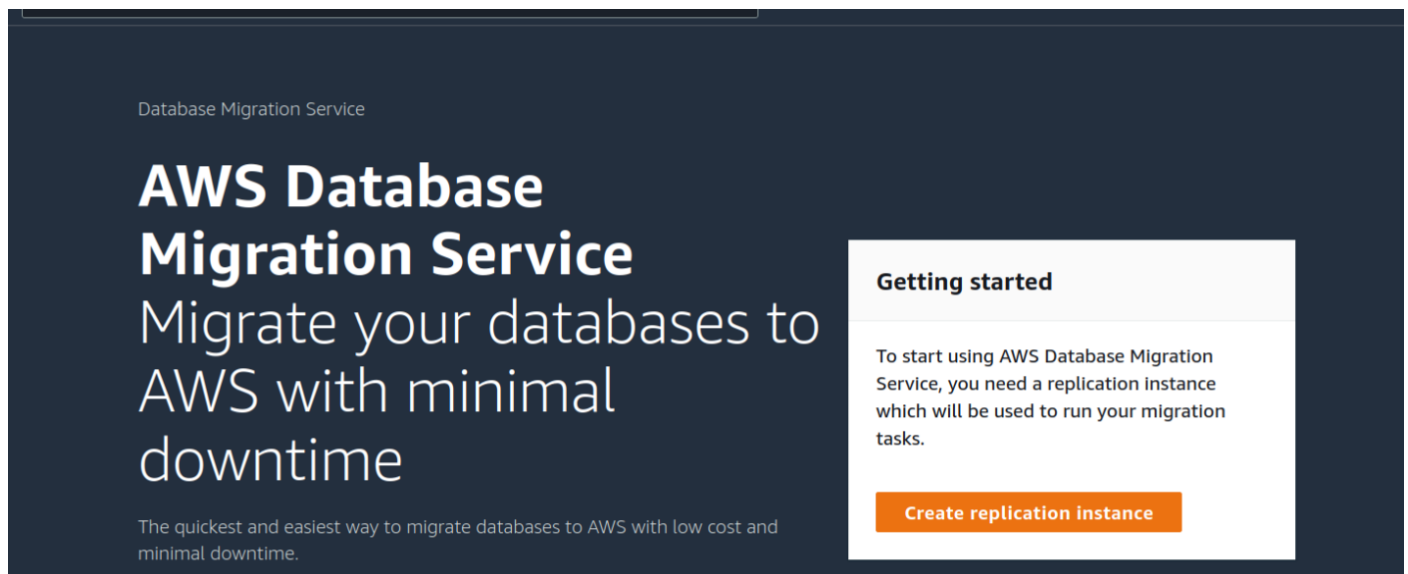 Database Migration Service
AWS Database
Migration Service
Migrate your databases to
AWS with minimal
downtime
The quickest and easiest way to migrate databases to AWS with low cost and
minimal downtime.
Getting started
To start using AWS Database Migration
Service, you need a replication instance
which will be used to run your migration
tasks.
Create replication instance